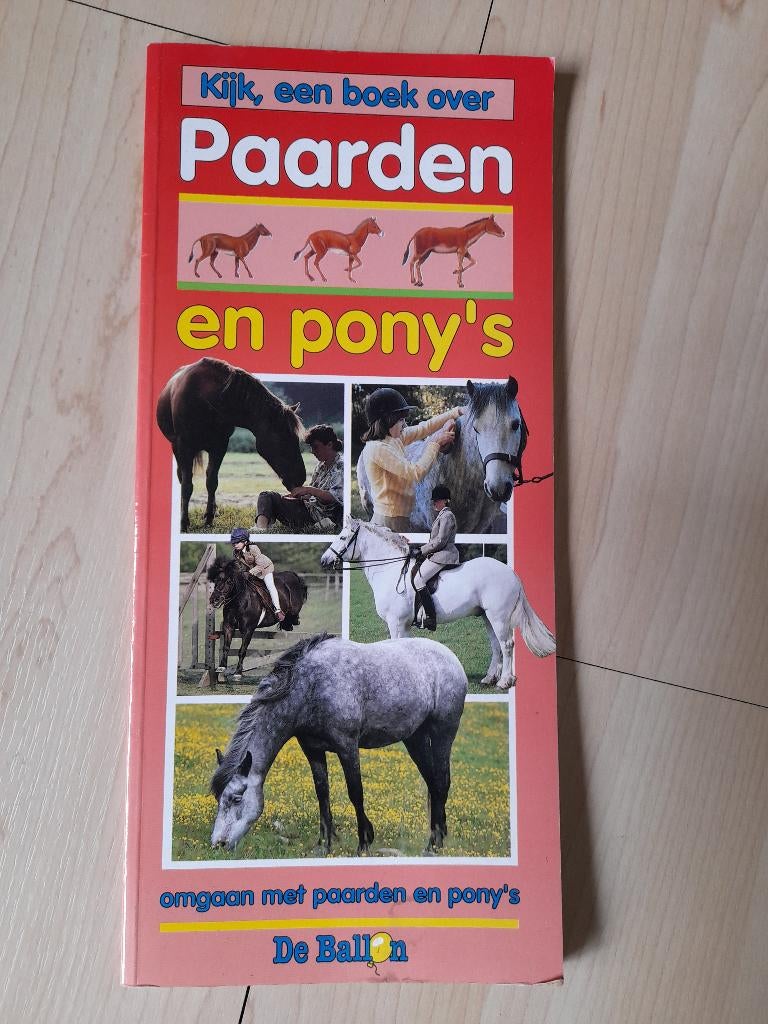 Kijk, een boek over
Paarden
en pony's
omgaan met paarden en pony's
De Ballon